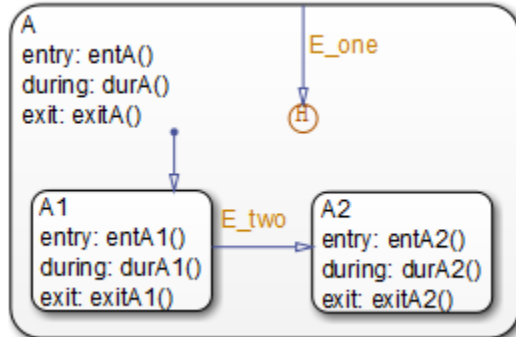 A
entry: entA()
during: durA()
exit: exitA()
E_one
H
A1
entry: entA1()
during: durA1()
exit: exitA1()
E_two
A2
entry: entA2()
during: durA2()
exit: exitA2()